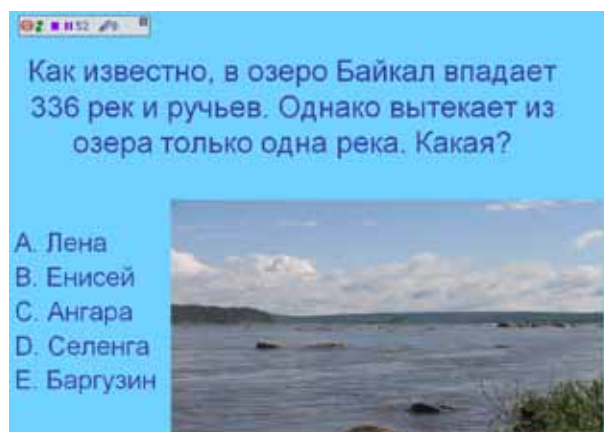 52
Как известно, в озеро Байкал впадает
336 рек и ручьев. Однако вытекает из
озера только одна река. Какая?
A. Лена
B. Енисей
C. Ангара
D. Селенга
E. Баргузин